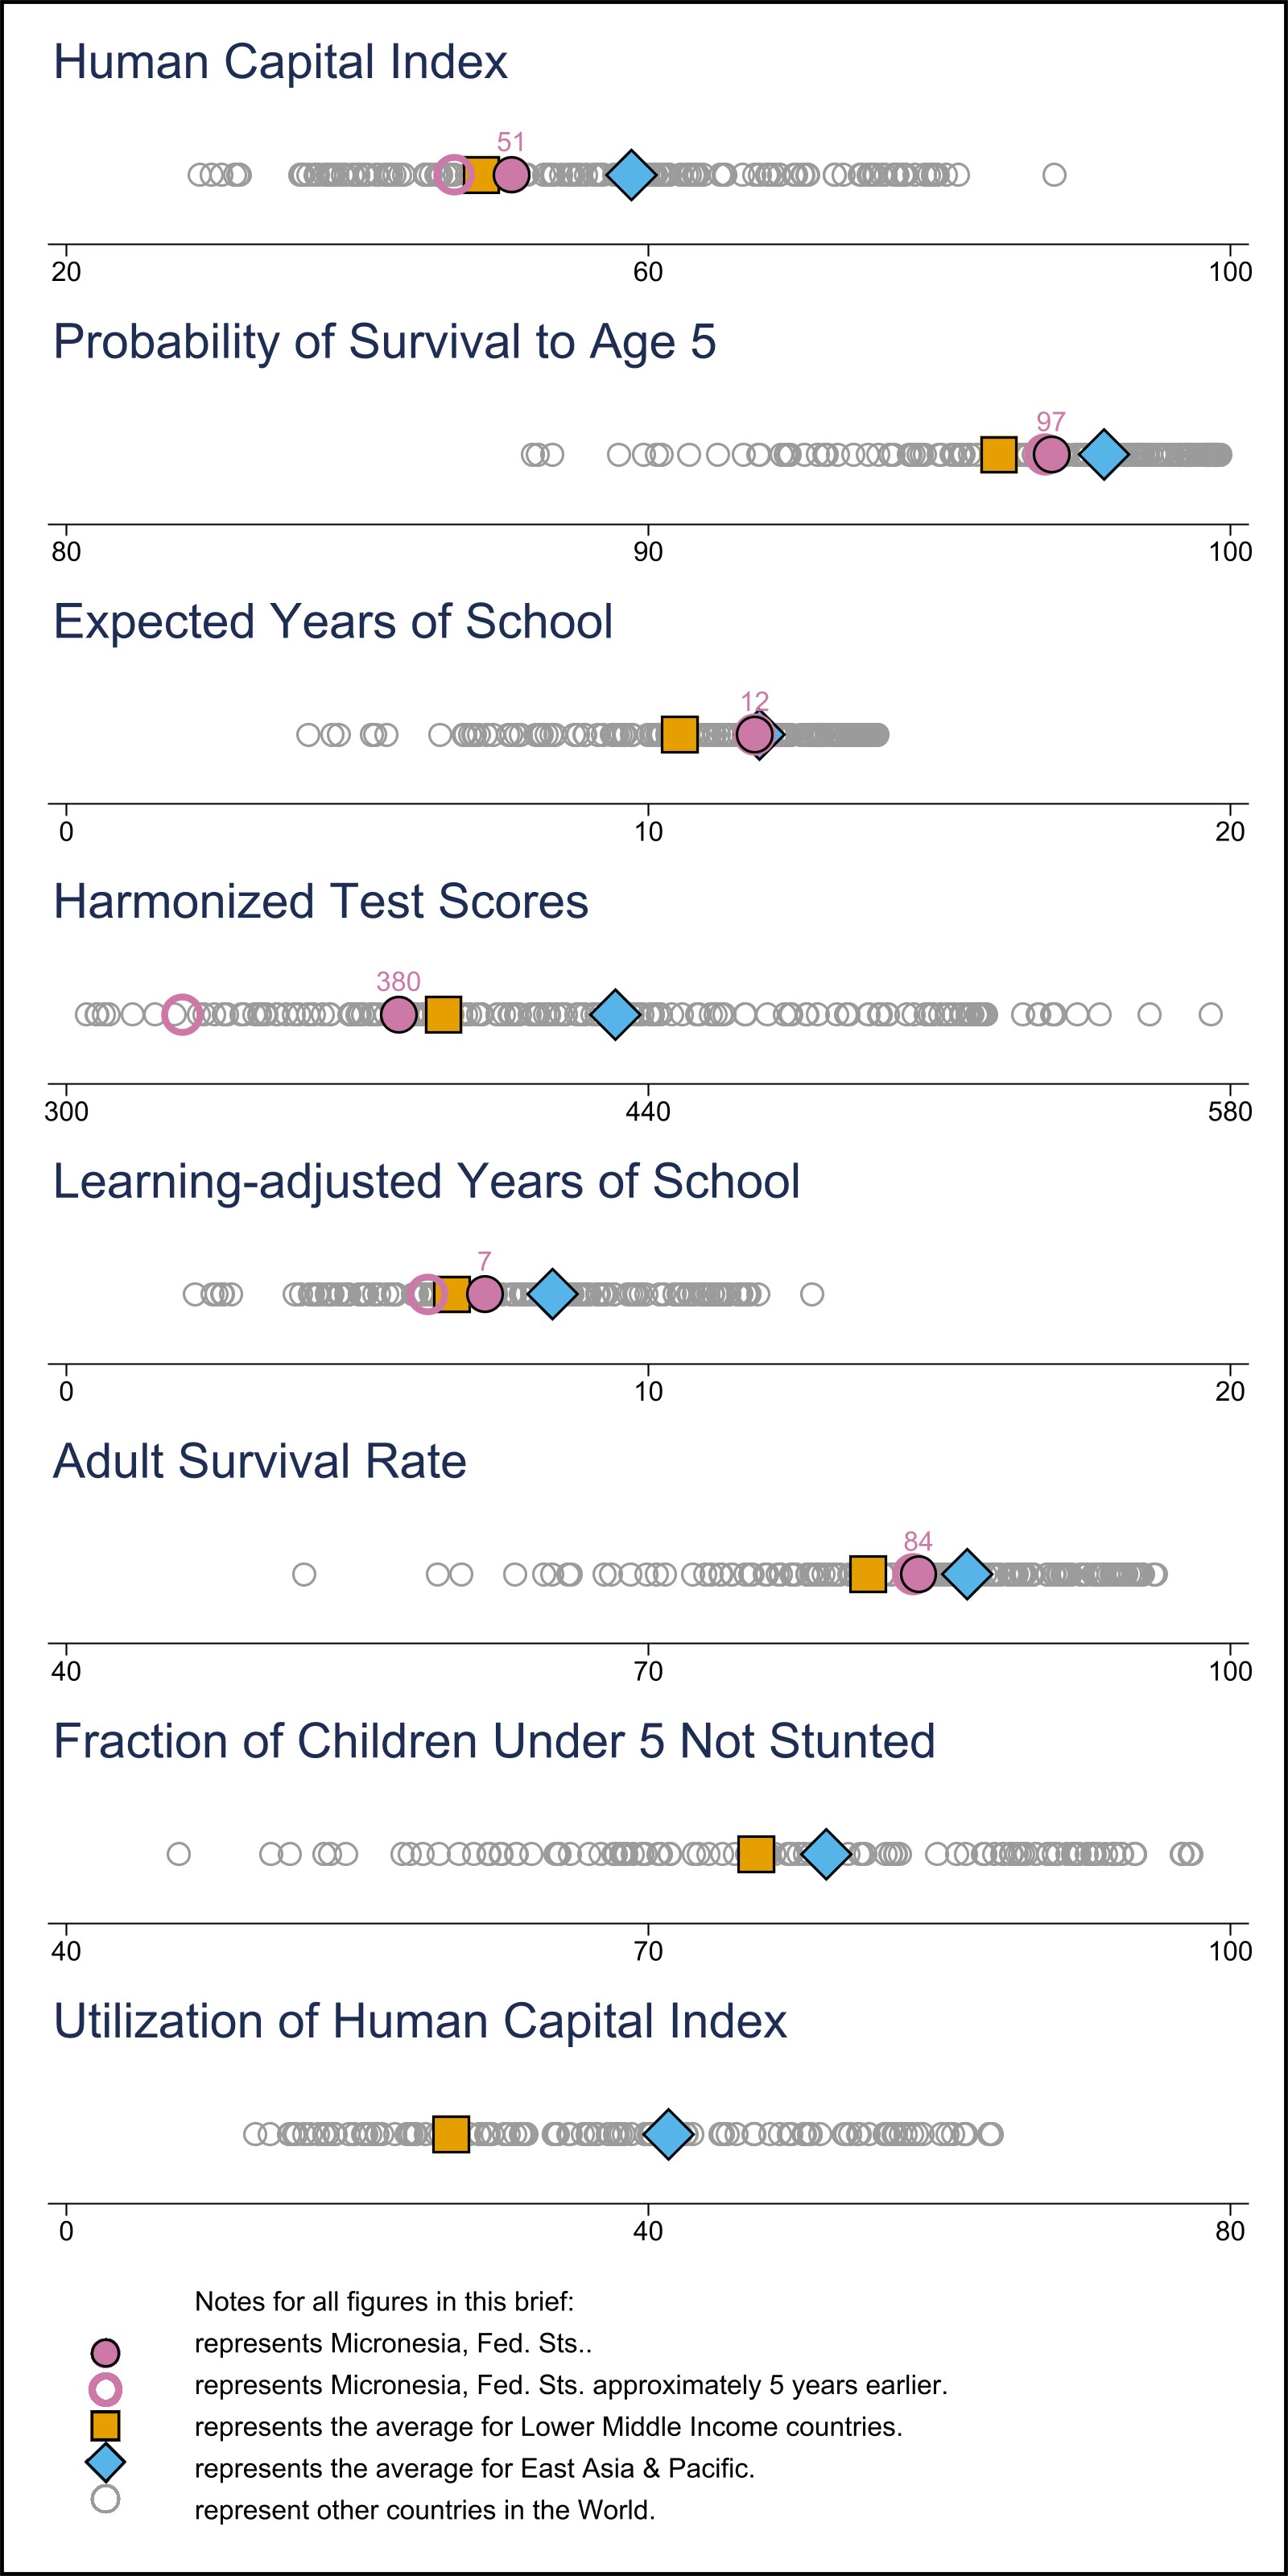 Human Capital Index
51
20 60 100
Probability of Survival to Age 5
97
80 90 100
Expected Years of School
12
0 10 20
Harmonized Test Scores
380
300 440 580
Learning-adjusted Years of School
7
0 10 20
Adult Survival Rate
84
40 70 100
Fraction of Children Under 5 Not Stunted
40 70 100
Utilization of Human Capital Index
0 40 80
Notes for all figures in this brief:
represents Micronesia, Fed. Sts..
represents Micronesia, Fed. Sts. approximately 5 years earlier.
represents the average for Lower Middle Income countries.
represents the average for East Asia & Pacific.
represent other countries in the World.